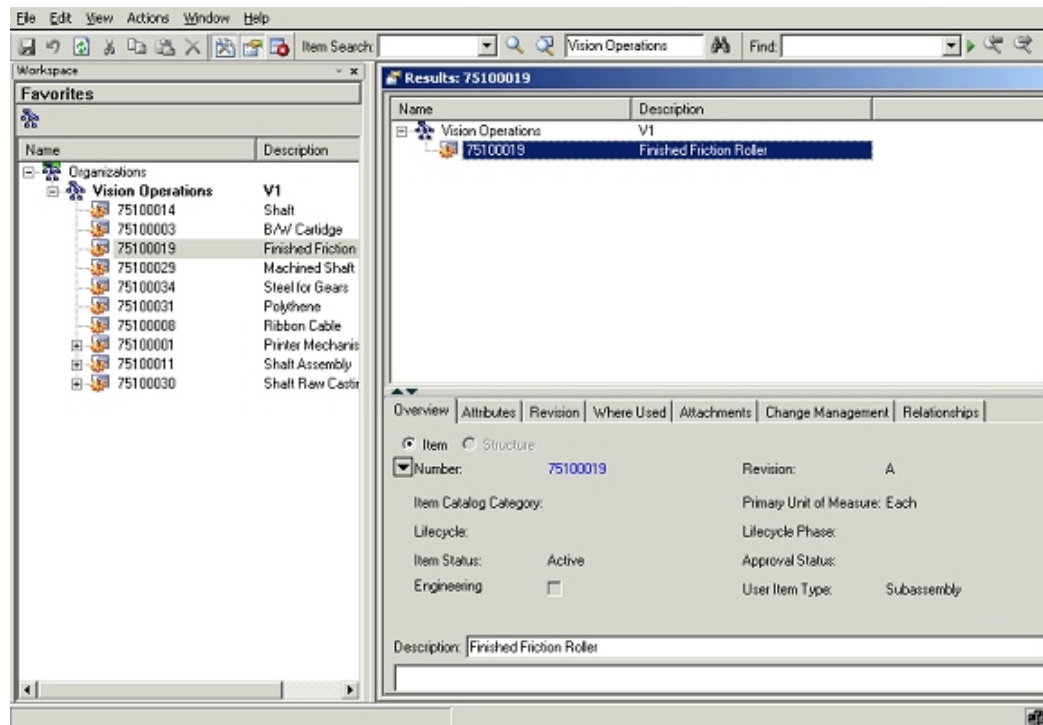 File Edit View Actions Window Help
Item Search: Vision Operations Find:
Workspace
Favorites
Name Description
Organizations
Vision Operations V1
75100014 Shaft
75100003 B/W Cartidge
75100019 Finished Friction
75100029 Machined Shaft
75100034 Steel for Gears
75100031 Polythene
75100008 Ribbon Cable
75100001 Printer Mechanis
75100011 Shaft Assembly
75100030 Shaft Raw Castir
Results: 75100019
Name Description
Vision Operations V1
75100019 Finished Friction Roller
Overview Attributes Revision Where Used Attachments Change Management Relationships
Item Structure
Number: 75100019 Revision: A
Item Catalog Category: Primary Unit of Measure: Each
Lifecycle: Lifecycle Phase:
Item Status: Active Approval Status:
Engineering User Item Type: Subassembly
Description: Finished Friction Roller